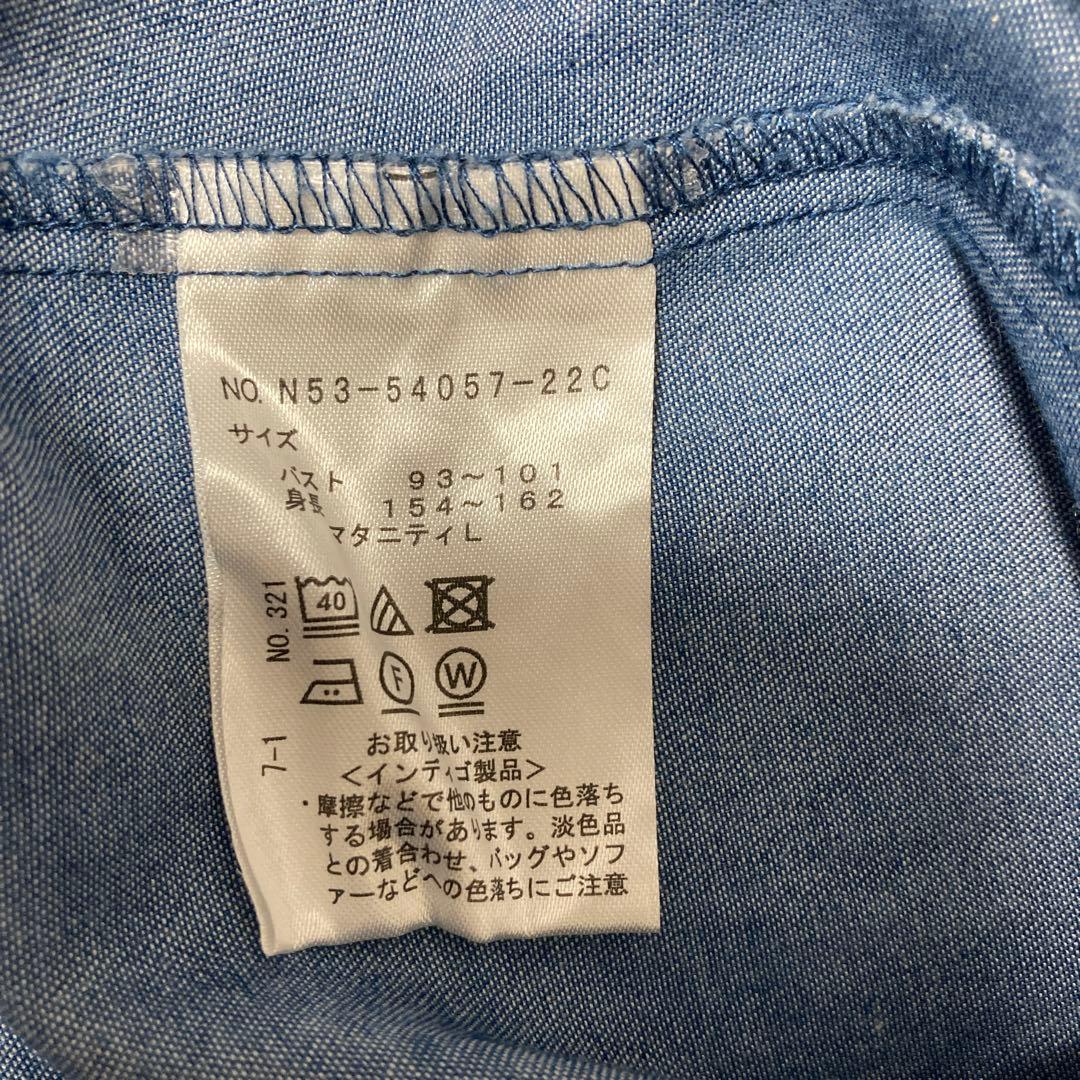 NO. N53-54057-22C
サイズ
バスト 93~101
身長 154~162
マタニティL
NO. 321
40
F
W
7-1
お取り扱い注意
<インディゴ製品>
・摩擦などで他のものに色落ち
する場合があります。淡色品
との着合わせ、バッグやソフ
ァーなどへの色落ちにご注意